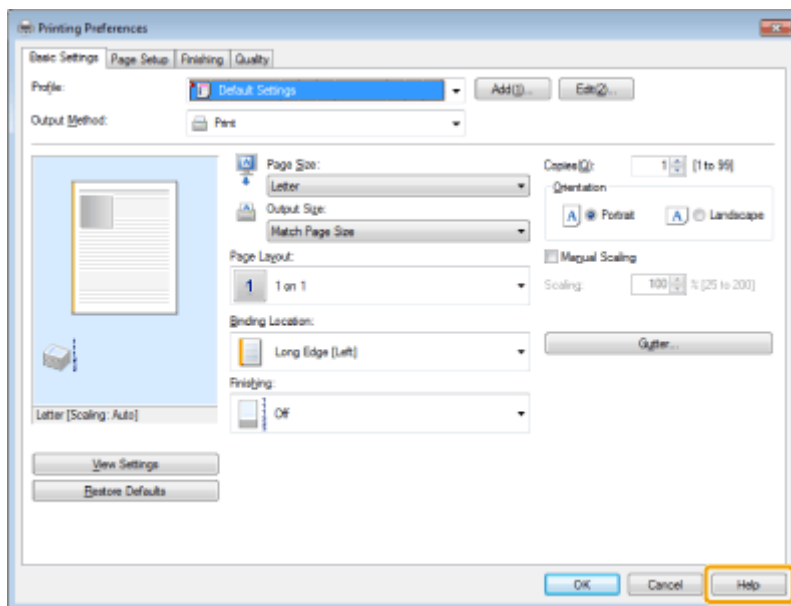 Printing Preferences
Basic Settings Page Setup Finishing Quality
Profile: Default Settings Add(1)... Edit(2)...
Output Method: Print
Page Size: Copies(Q): 1 [1 to 99]
Letter Orientation
Output Size: A Portrait A Landscape
Match Page Size
Page Layout: Manual Scaling
1 1 on 1 Scaling: 100 % [25 to 200]
Binding Location:
Long Edge [Left] Gutter...
Finishing:
Off
Letter [Scaling: Auto]
View Settings
Restore Defaults
OK Cancel Help